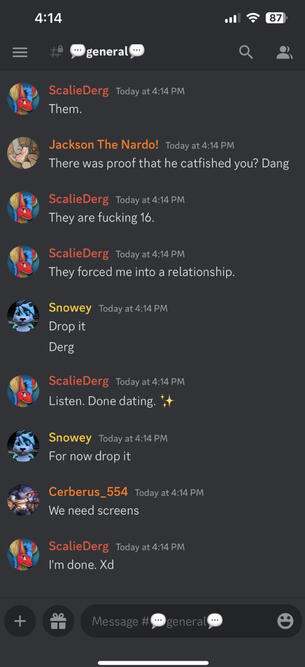 4:14
87
# 💬general💬
ScalieDerg Today at 4:14 PM
Them.
Jackson The Nardo! Today at 4:14 PM
There was proof that he catfished you? Dang
ScalieDerg Today at 4:14 PM
They are fucking 16.
ScalieDerg Today at 4:14 PM
They forced me into a relationship.
Snowey Today at 4:14 PM
Drop it
Derg
ScalieDerg Today at 4:14 PM
Listen. Done dating. ✨
Snowey Today at 4:14 PM
For now drop it
Cerberus_554 Today at 4:14 PM
We need screens
ScalieDerg Today at 4:14 PM
I'm done. Xd
Message #💬general💬